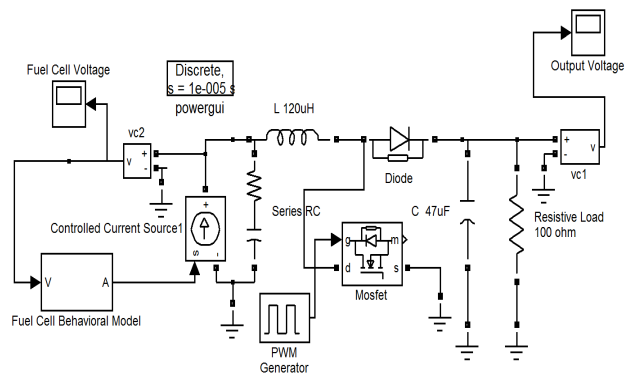 Fuel Cell Voltage
Discrete,
s = 1e-005 s
powergui
L 120uH
Output Voltage
vc2
v
+
-
+
-
v
vc1
Diode
Controlled Current Source1
+
s
-
Series RC
C 47uF
Resistive Load
100 ohm
g
m
d
s
Mosfet
V
A
Fuel Cell Behavioral Model
PWM
Generator